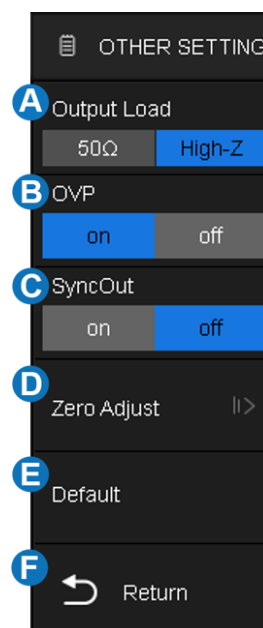 OTHER SETTING
A
Output Load
50Ω High-Z
B
OVP
on off
C
SyncOut
on off
D
Zero Adjust
E
Default
F
Return